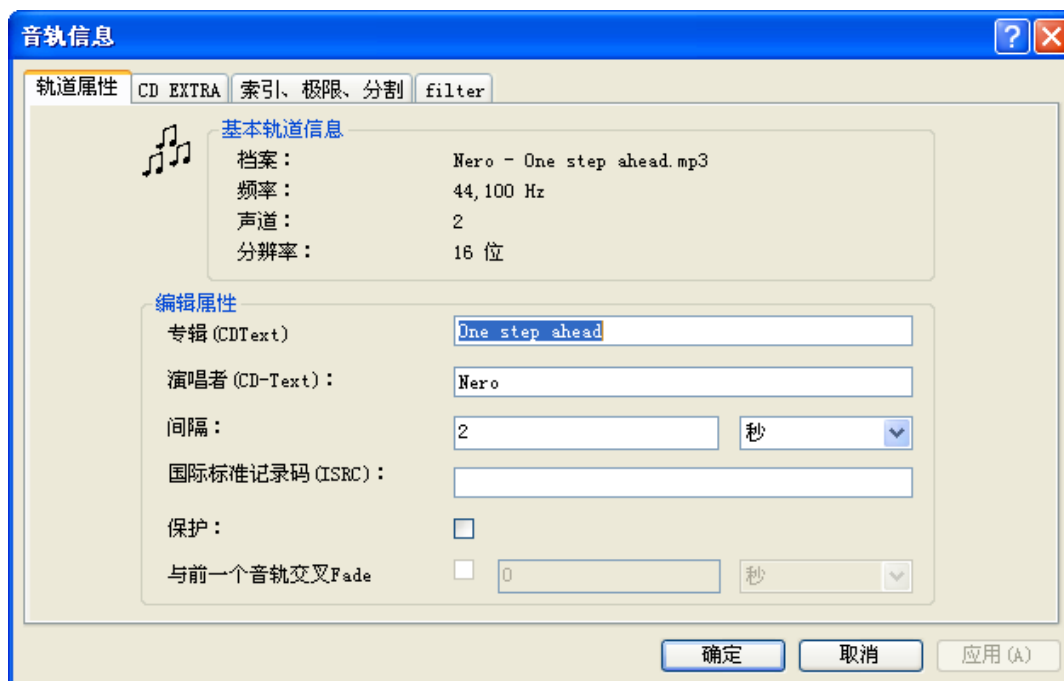 音轨信息
轨道属性 CD EXTRA 索引、极限、分割 filter
基本轨道信息
档案： Nero - One step ahead.mp3
频率： 44,100 Hz
声道： 2
分辨率： 16 位
编辑属性
专辑(CDText) One step ahead
演唱者(CD-Text)： Nero
间隔： 2 秒
国际标准记录码(ISRC)：
保护：
与前一个音轨交叉Fade 0 秒
确定 取消 应用(A)